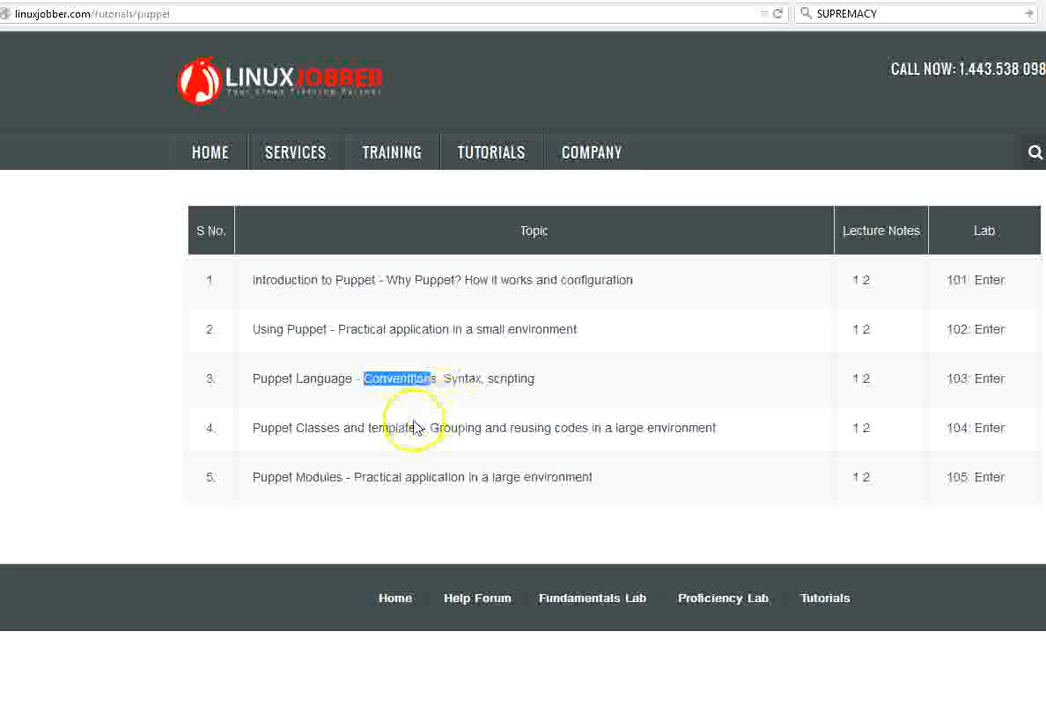 linuxjobber.com/tutorials/puppet
SUPREMACY
LINUXJOBBER
Your Linux Training Partner
CALL NOW: 1.443.538 098
HOME SERVICES TRAINING TUTORIALS COMPANY
S No. Topic Lecture Notes Lab
1 Introduction to Puppet - Why Puppet? How it works and configuration 1 2 101: Enter
2. Using Puppet - Practical application in a small environment 1 2 102: Enter
3. Puppet Language - Conventions, Syntax, scripting 1 2 103: Enter
4. Puppet Classes and templates - Grouping and reusing codes in a large environment 1 2 104: Enter
5. Puppet Modules - Practical application in a large environment 1 2 105: Enter
Home Help Forum Fundamentals Lab Proficiency Lab Tutorials